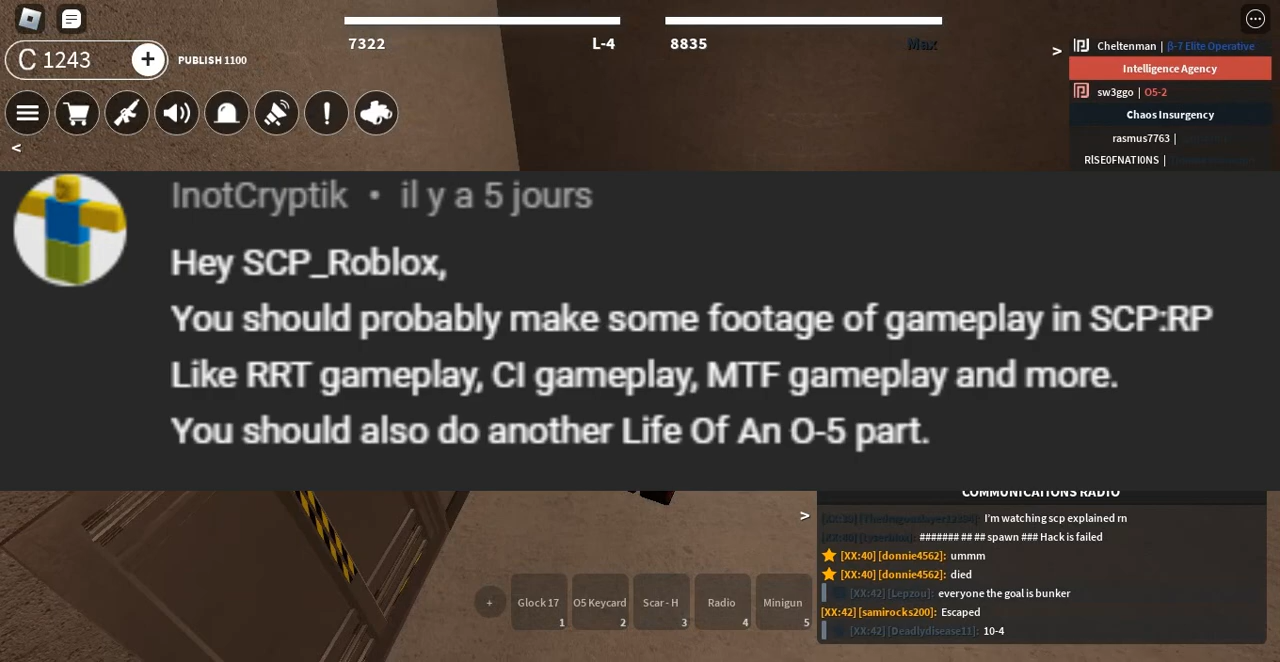 7322
L-4
8835
Max
C 1243
+
PUBLISH 1100
>
Cheltenman | β-7 Elite Operative
Intelligence Agency
sw3ggo | O5-2
Chaos Insurgency
rasmus7763 |
RISE0FNATI0NS |
<
InotCryptik • il y a 5 jours
Hey SCP_Roblox,
You should probably make some footage of gameplay in SCP:RP
Like RRT gameplay, CI gameplay, MTF gameplay and more.
You should also do another Life Of An O-5 part.
COMMUNICATIONS RADIO
>
I'm watching scp explained rn
####### ## ## spawn ### Hack is failed
[XX:40] [donnie4562]: ummm
[XX:40] [donnie4562]: died
[XX:42] [Lepzou]: everyone the goal is bunker
[XX:42] [samirocks200]: Escaped
[XX:42] [Deadlydisease11]: 10-4
+
Glock 17 1
O5 Keycard 2
Scar - H 3
Radio 4
Minigun 5